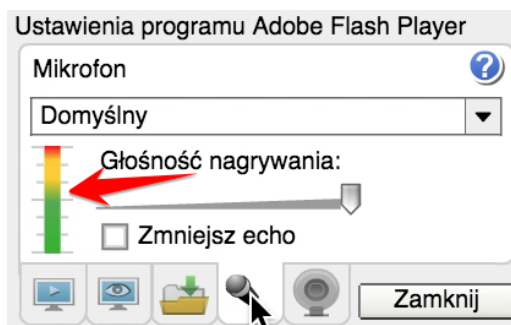 Ustawienia programu Adobe Flash Player
Mikrofon
?
Domyślny
Głośność nagrywania:
Zmniejsz echo
Zamknij